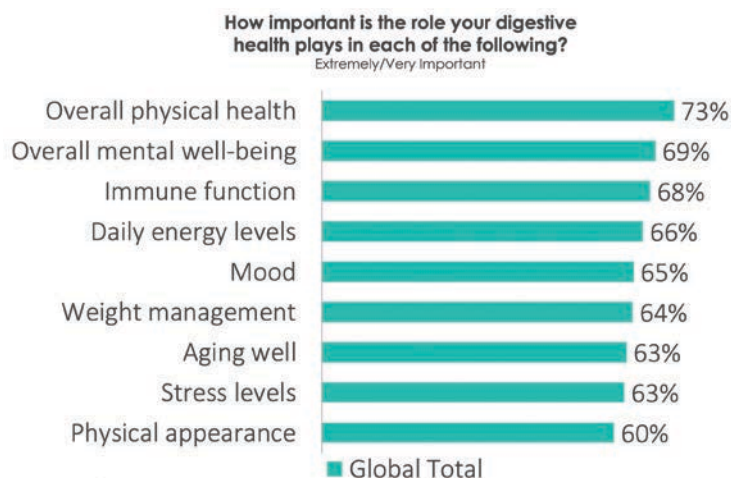 How important is the role your digestive
health plays in each of the following?
Extremely/Very Important
Overall physical health 73%
Overall mental well-being 69%
Immune function 68%
Daily energy levels 66%
Mood 65%
Weight management 64%
Aging well 63%
Stress levels 63%
Physical appearance 60%
Global Total